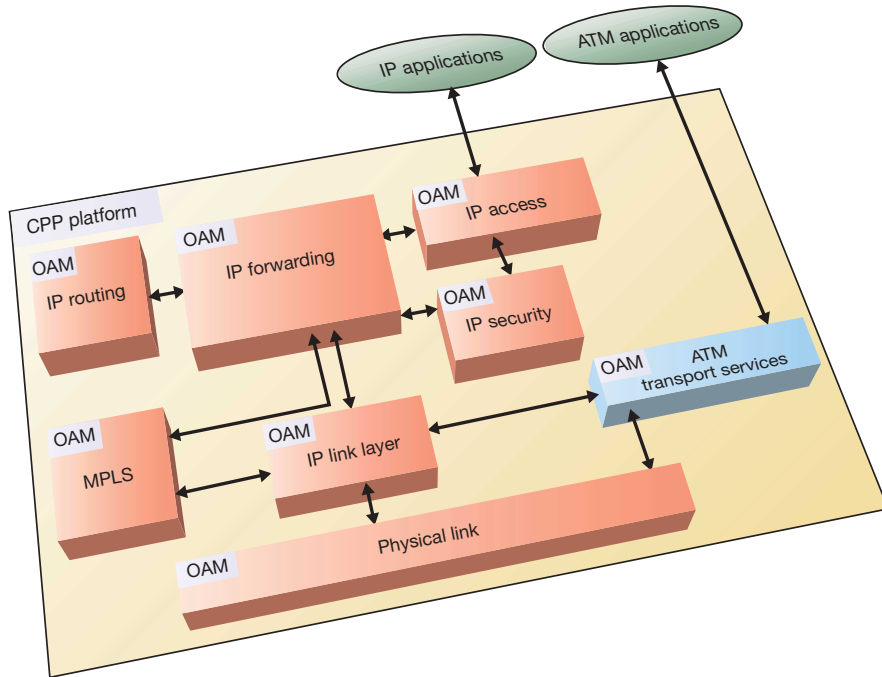 IP applications
ATM applications
CPP platform
OAM
IP routing
OAM
IP forwarding
OAM
IP access
OAM
IP security
OAM
ATM
transport services
OAM
MPLS
OAM
IP link layer
OAM
Physical link